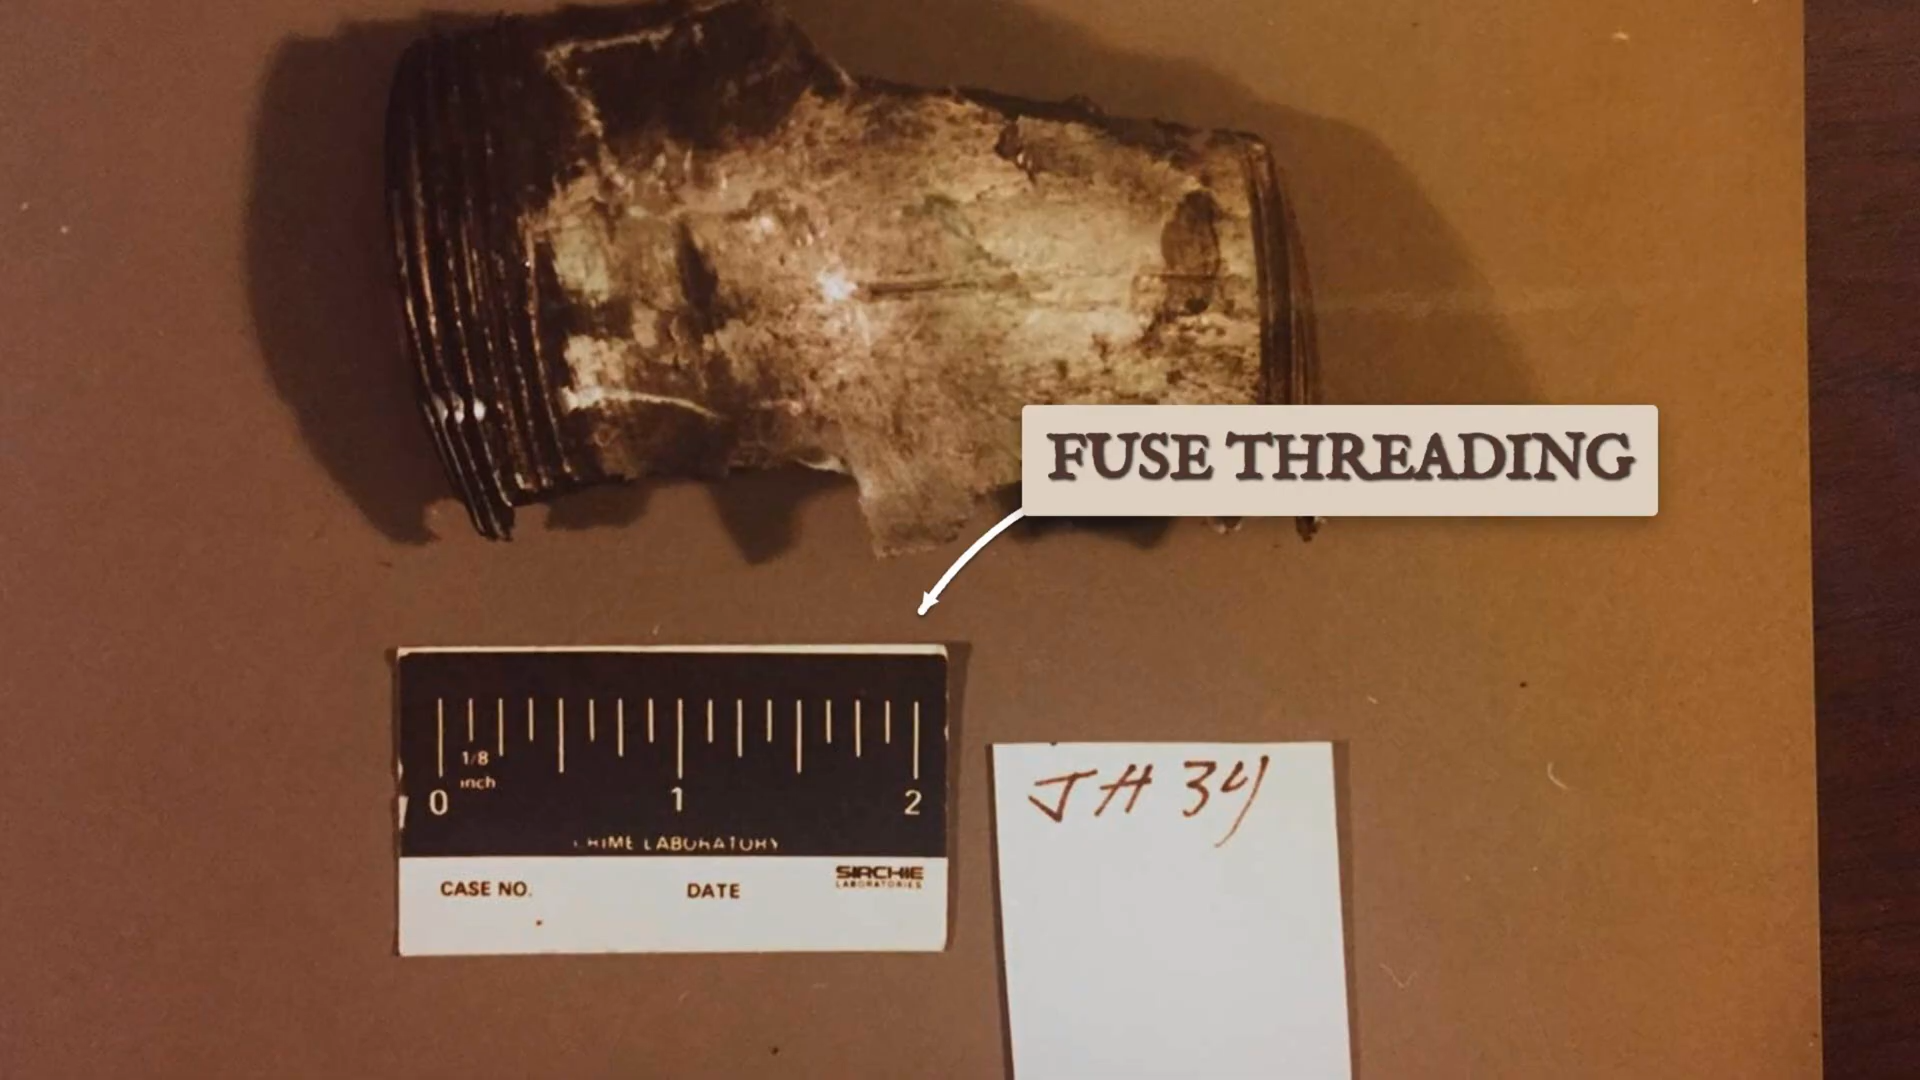 FUSE THREADING
1/8
inch
0 1 2
CRIME LABORATORY
CASE NO. DATE
SIRCHIE
LABORATORIES
JH 34